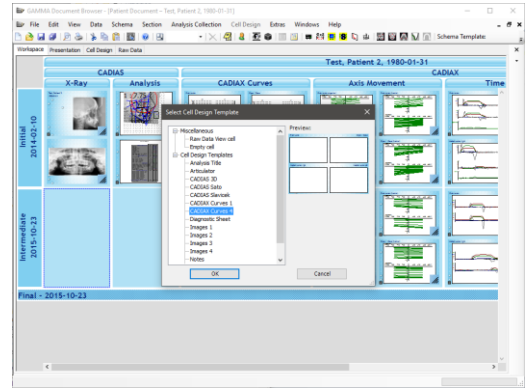 GAMMA Document Browser - [Patient Document - Test, Patient 2, 1980-01-31]
File Edit View Data Schema Section Analysis Collection Cell Design Extras Windows Help
Schema Template:
Workspace Presentation Cell Design Raw Data
Test, Patient 2, 1980-01-31
CADIAS CADIAX
X-Ray Analysis CADIAX Curves Axis Movement Time
Initial
2014-02-10
Select Cell Design Template
Miscellaneous
Raw Data View cell
Empty cell
Cell Design Templates
Analysis Title
Articulator
CADIAS 3D
CADIAS Sato
CADIAS Slavicek
CADIAX Curves 1
CADIAX Curves 4
Diagnostic Sheet
Images 1
Images 2
Images 3
Images 4
Notes
Preview:
OK Cancel
Intermediate
2015-10-23
Final - 2015-10-23